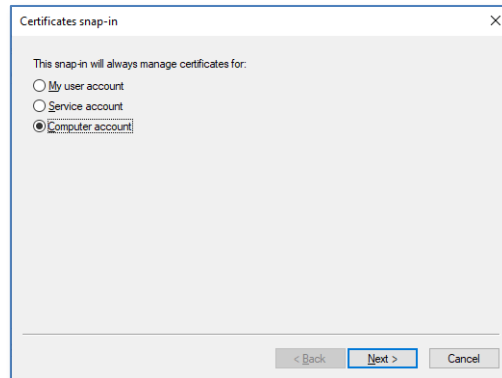 Certificates snap-in
This snap-in will always manage certificates for:
My user account
Service account
Computer account
< Back
Next >
Cancel